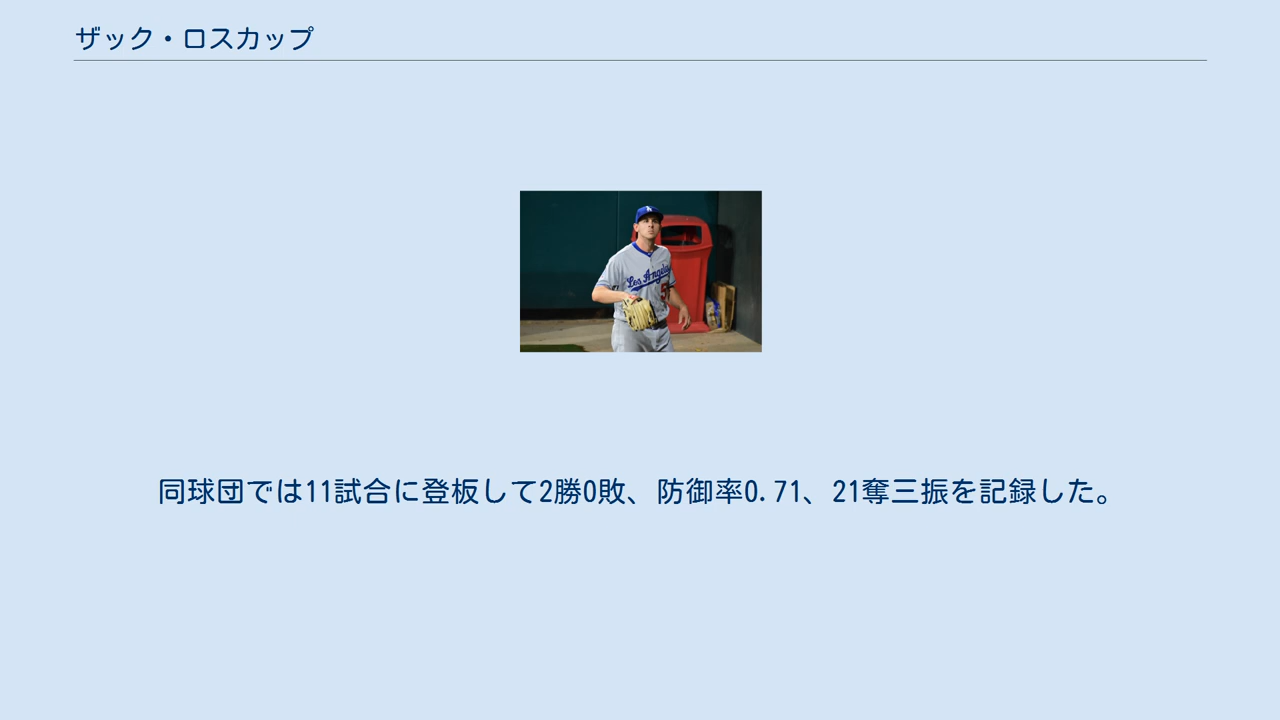 ザック・ロスカップ
Los Angeles
同球団では11試合に登板して2勝0敗、防御率0.71、21奪三振を記録した。